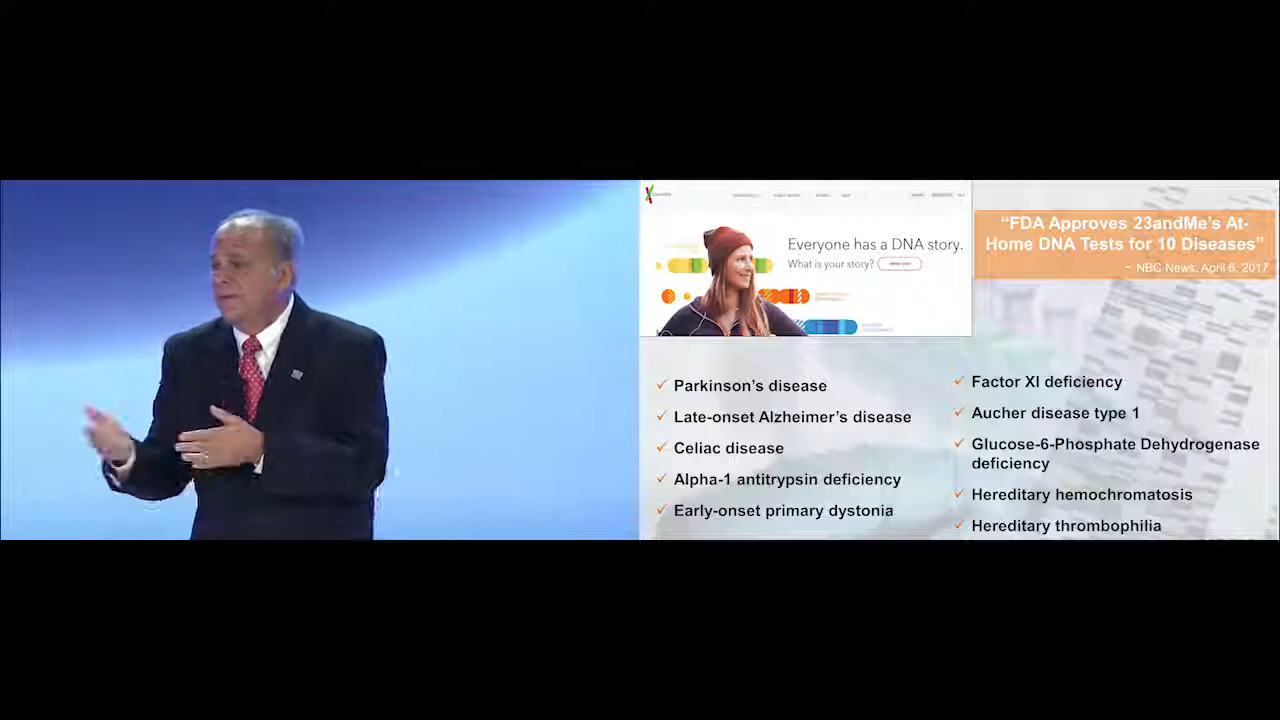 Everyone has a DNA story.
What is your story?
“FDA Approves 23andMe’s At-
Home DNA Tests for 10 Diseases”
– NBC News, April 6, 2017
Parkinson’s disease
Late-onset Alzheimer’s disease
Celiac disease
Alpha-1 antitrypsin deficiency
Early-onset primary dystonia
Factor XI deficiency
Aucher disease type 1
Glucose-6-Phosphate Dehydrogenase
deficiency
Hereditary hemochromatosis
Hereditary thrombophilia